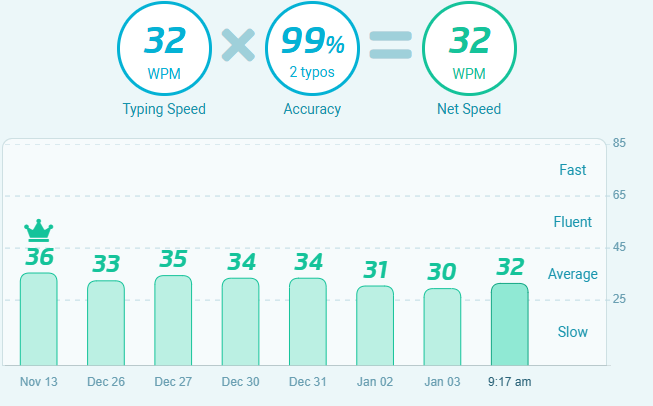 32 99% 32
WPM 2 typos WPM
Typing Speed Accuracy Net Speed
85
Fast
65
Fluent
45
36 33 35 34 34 31 30 32
Average
25
Slow
Nov 13 Dec 26 Dec 27 Dec 30 Dec 31 Jan 02 Jan 03 9:17 am